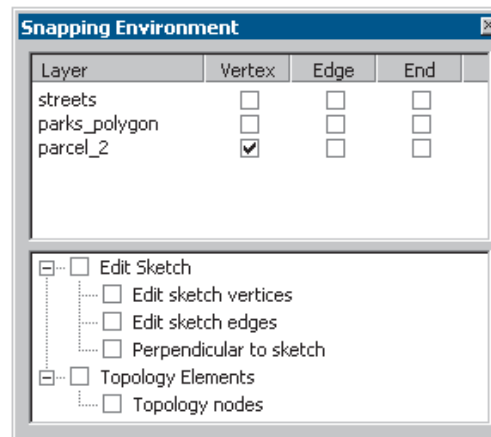 Snapping Environment
Layer Vertex Edge End
streets
parks_polygon
parcel_2
Edit Sketch
Edit sketch vertices
Edit sketch edges
Perpendicular to sketch
Topology Elements
Topology nodes